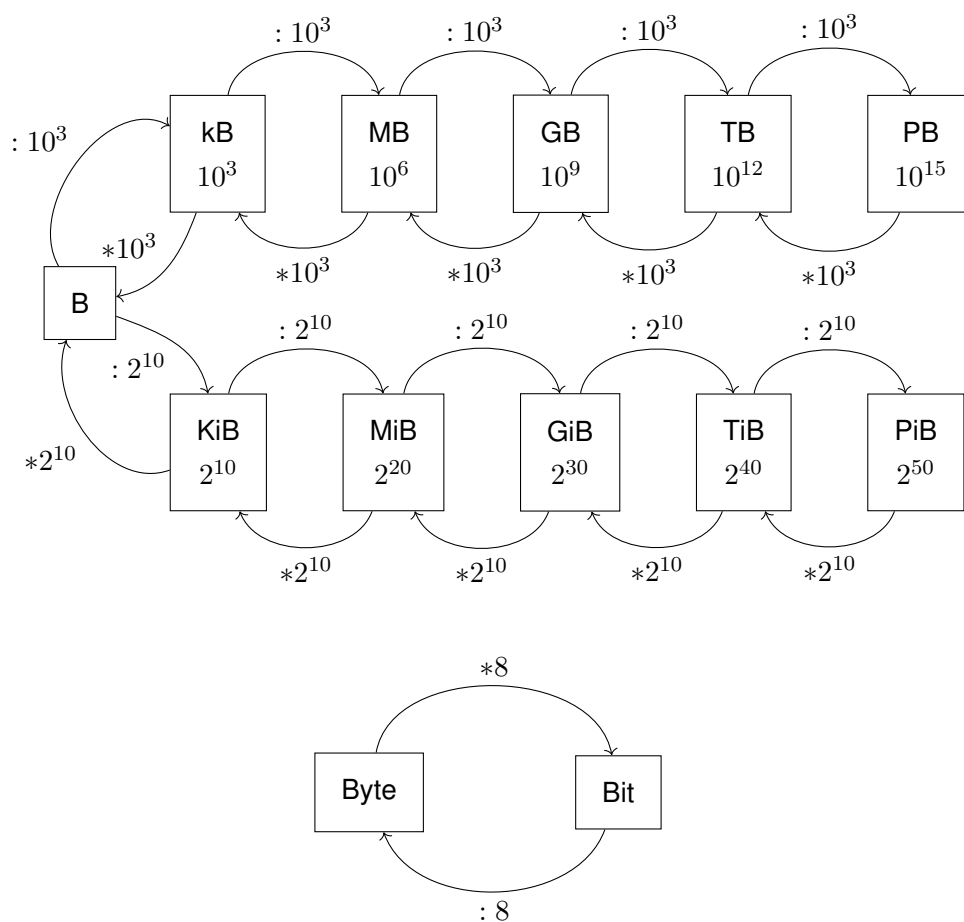 : 10³ : 10³ : 10³ : 10³
: 10³
kB MB GB TB PB
10³ 10⁶ 10⁹ 10¹² 10¹⁵
∗10³
∗10³ ∗10³ ∗10³ ∗10³
B
: 2¹⁰ : 2¹⁰ : 2¹⁰ : 2¹⁰
: 2¹⁰
KiB MiB GiB TiB PiB
∗2¹⁰
2¹⁰ 2²⁰ 2³⁰ 2⁴⁰ 2⁵⁰
∗2¹⁰ ∗2¹⁰ ∗2¹⁰ ∗2¹⁰
∗8
Byte Bit
: 8